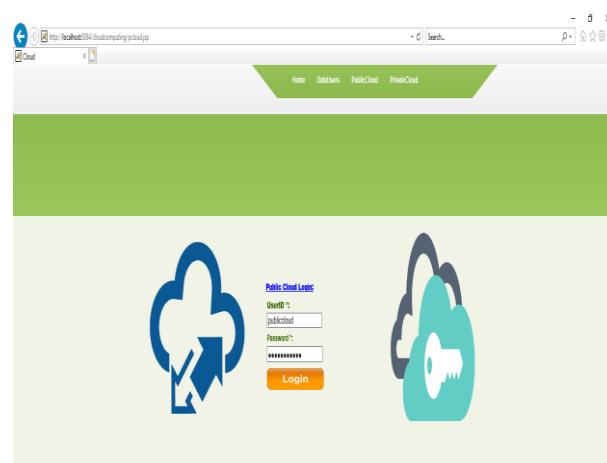 http://localhost:8084/cloudcomputing/pcloud.jsp
Search...
Cloud
Home DataUsers PublicCloud PrivateCloud
Public Cloud Login:
UserID *:
publiccloud
Password *:
Login